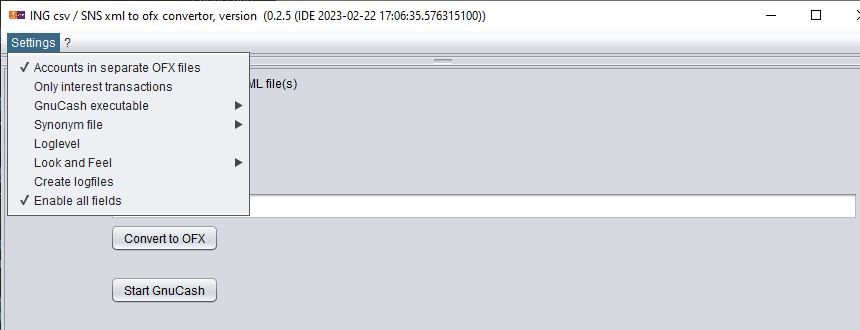 ING csv / SNS xml to ofx convertor, version (0.2.5 (IDE 2023-02-22 17:06:35.576315100))
Settings ?
Accounts in separate OFX files
Only interest transactions
ML file(s)
GnuCash executable
Synonym file
Loglevel
Look and Feel
Create logfiles
Enable all fields
Convert to OFX
Start GnuCash